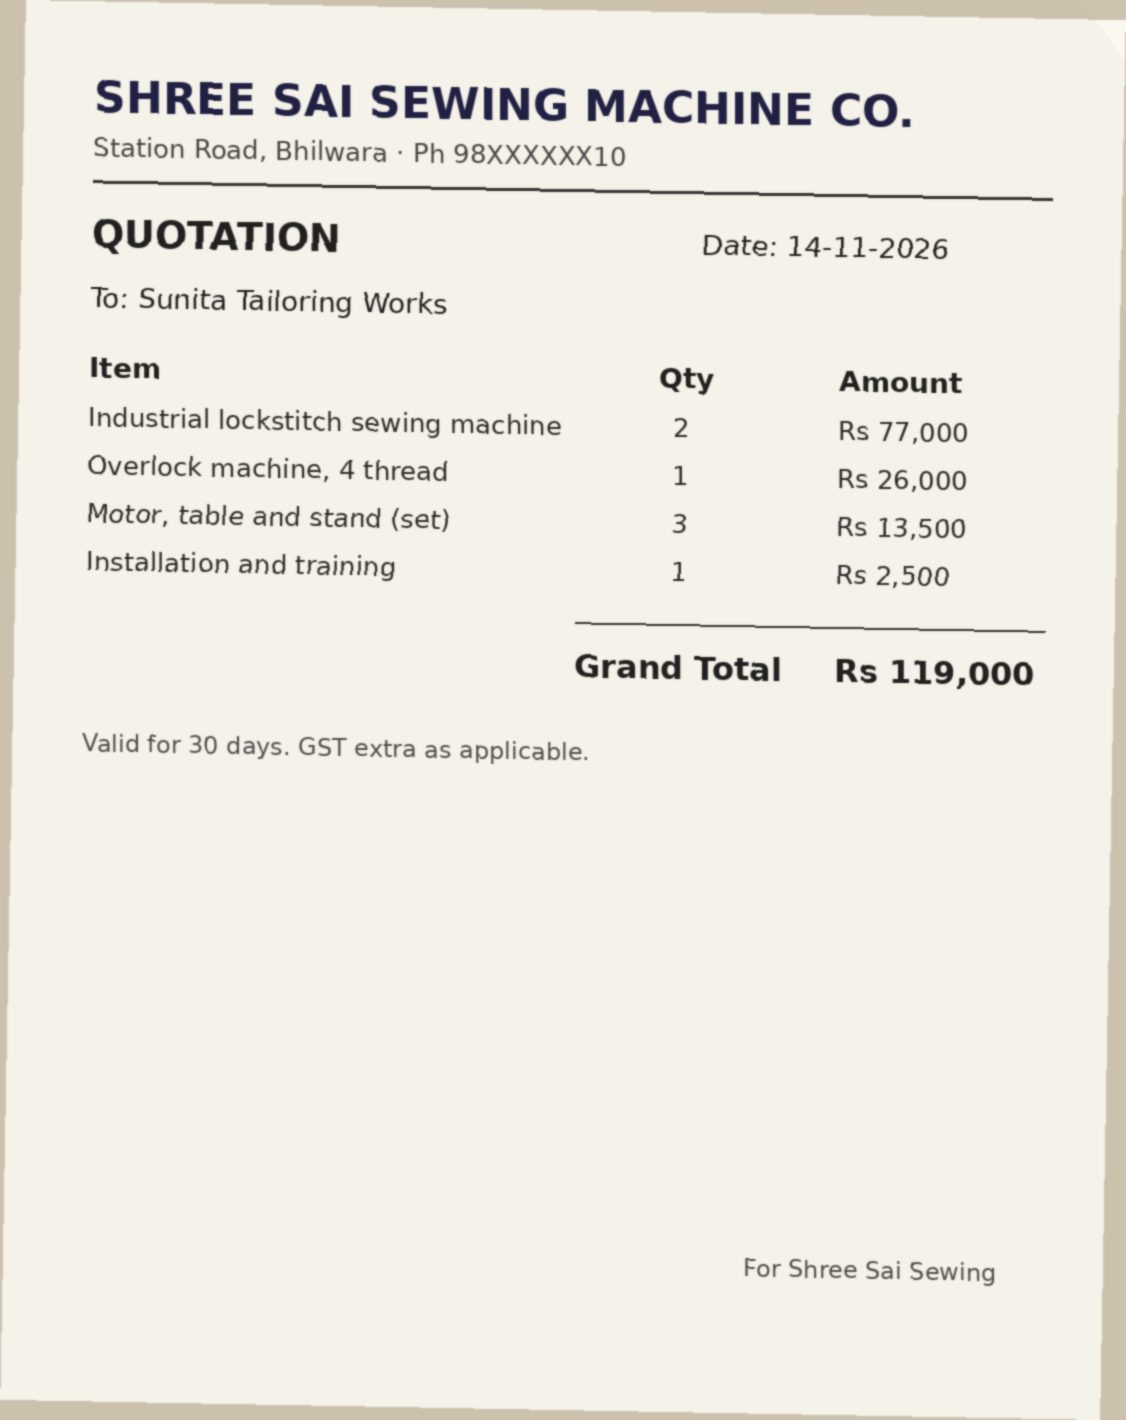 SHREE SAI SEWING MACHINE CO.
Station Road, Bhilwara · Ph 98XXXXXX10
QUOTATION Date: 14-11-2026
To: Sunita Tailoring Works
Item Qty Amount
Industrial lockstitch sewing machine 2 Rs 77,000
Overlock machine, 4 thread 1 Rs 26,000
Motor, table and stand (set) 3 Rs 13,500
Installation and training 1 Rs 2,500
Grand Total Rs 119,000
Valid for 30 days. GST extra as applicable.
For Shree Sai Sewing